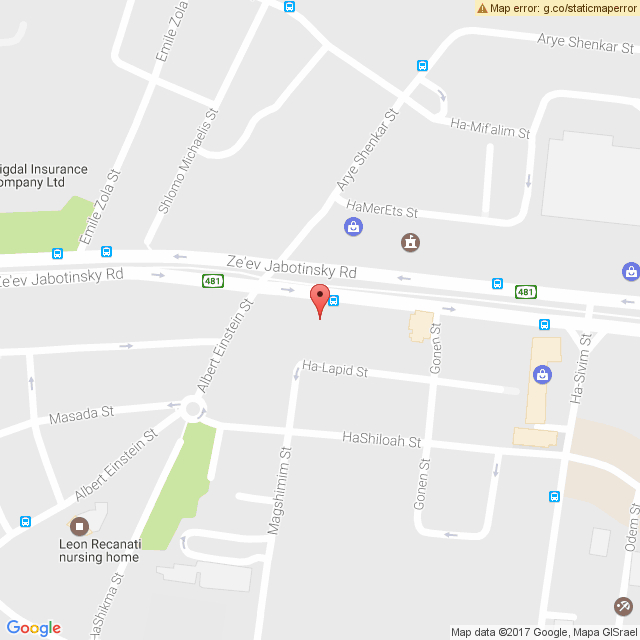 Map error: g.co/staticmaperror
Emile Zola
Arye Shenkar St
Shlomo Michaelis St
Ha-Mif'alim St
Arye Shenkar St
igdal Insurance
ompany Ltd
Emile Zola St
HaMerEts St
Ze'ev Jabotinsky Rd
Ze'ev Jabotinsky Rd
481
481
Albert Einstein St
Gonen St
Ha-Sivim St
Ha-Lapid St
Masada St
HaShiloah St
Albert Einstein St
Magshimim St
Gonen St
Odem St
Leon Recanati
nursing home
HaShikma St
Google
Map data ©2017 Google, Mapa GISrael